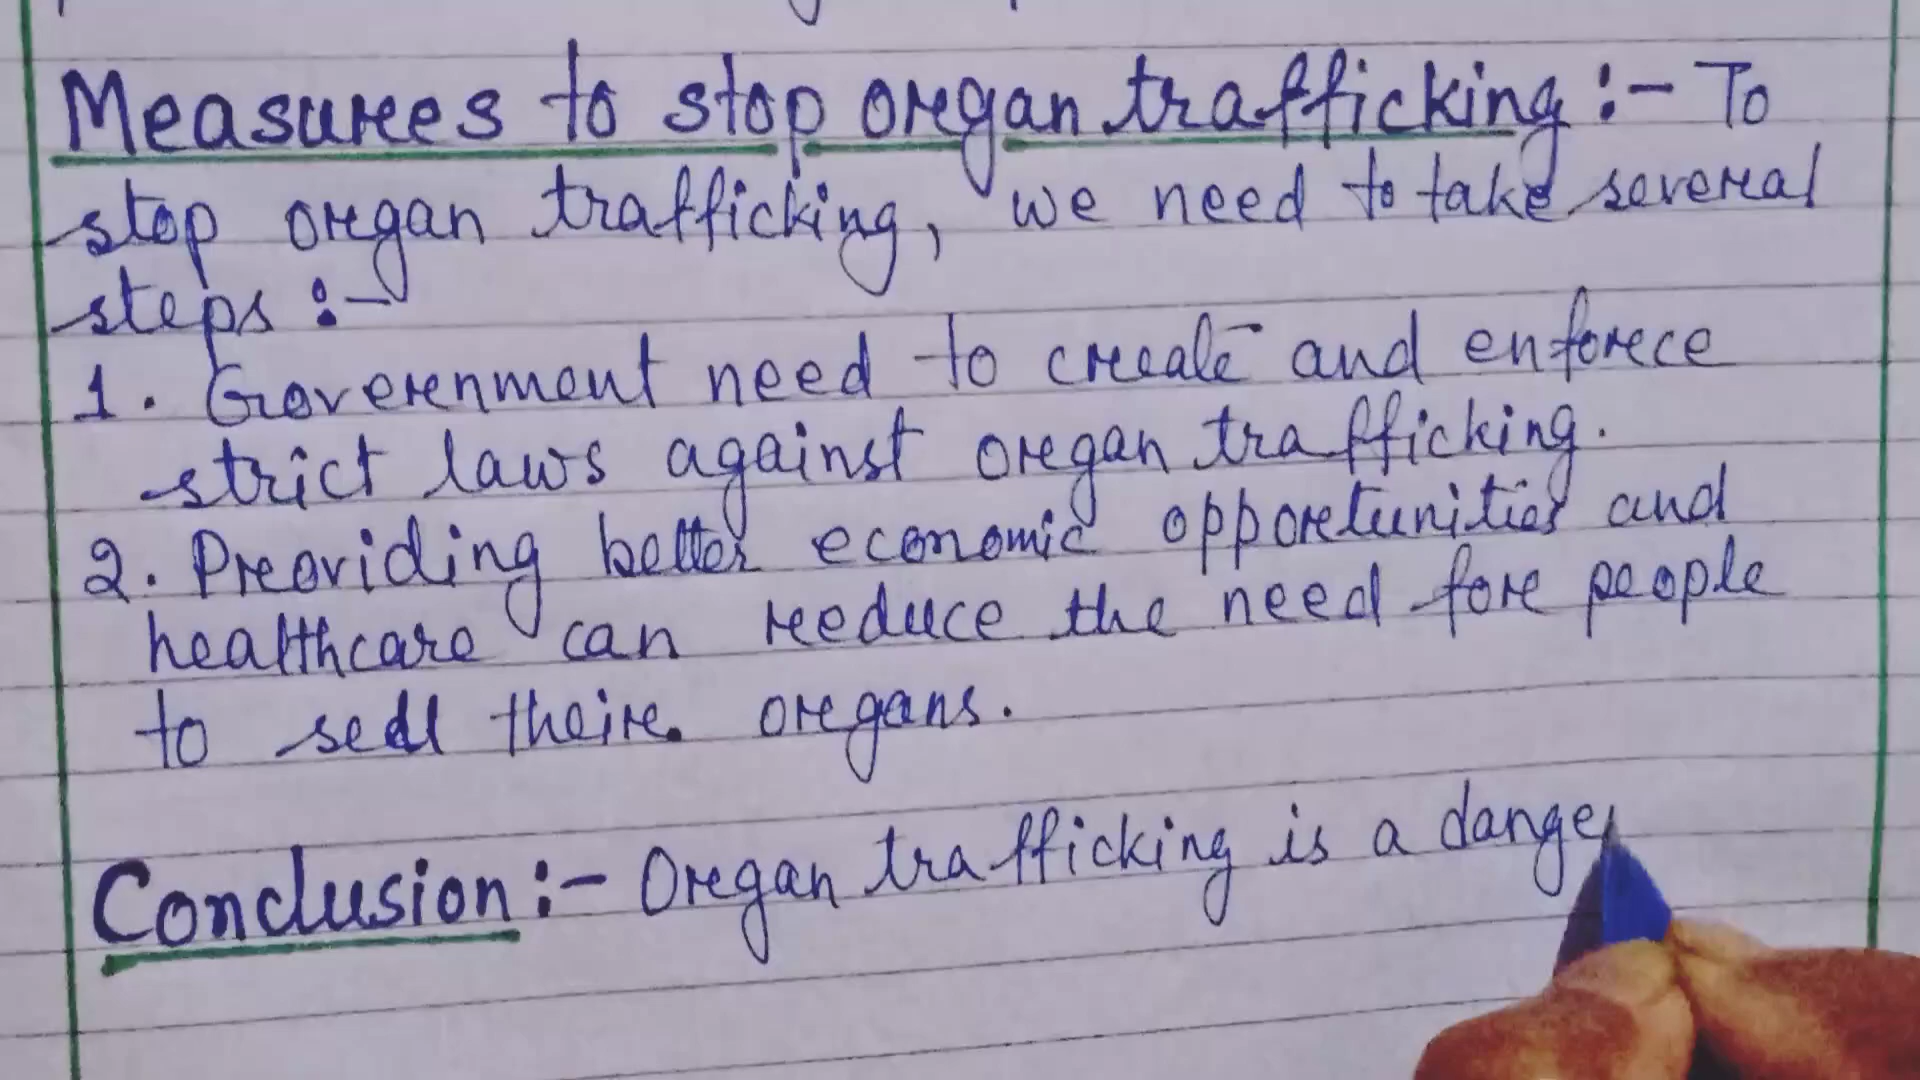 Measures to stop organ trafficking :- To
stop organ trafficking, we need to take several
steps :-
1. Government need to create and enforce
strict laws against organ trafficking.
2. Providing better economic opportunities and
healthcare can reduce the need for people
to sell their. organs.
Conclusion :- Organ trafficking is a dange